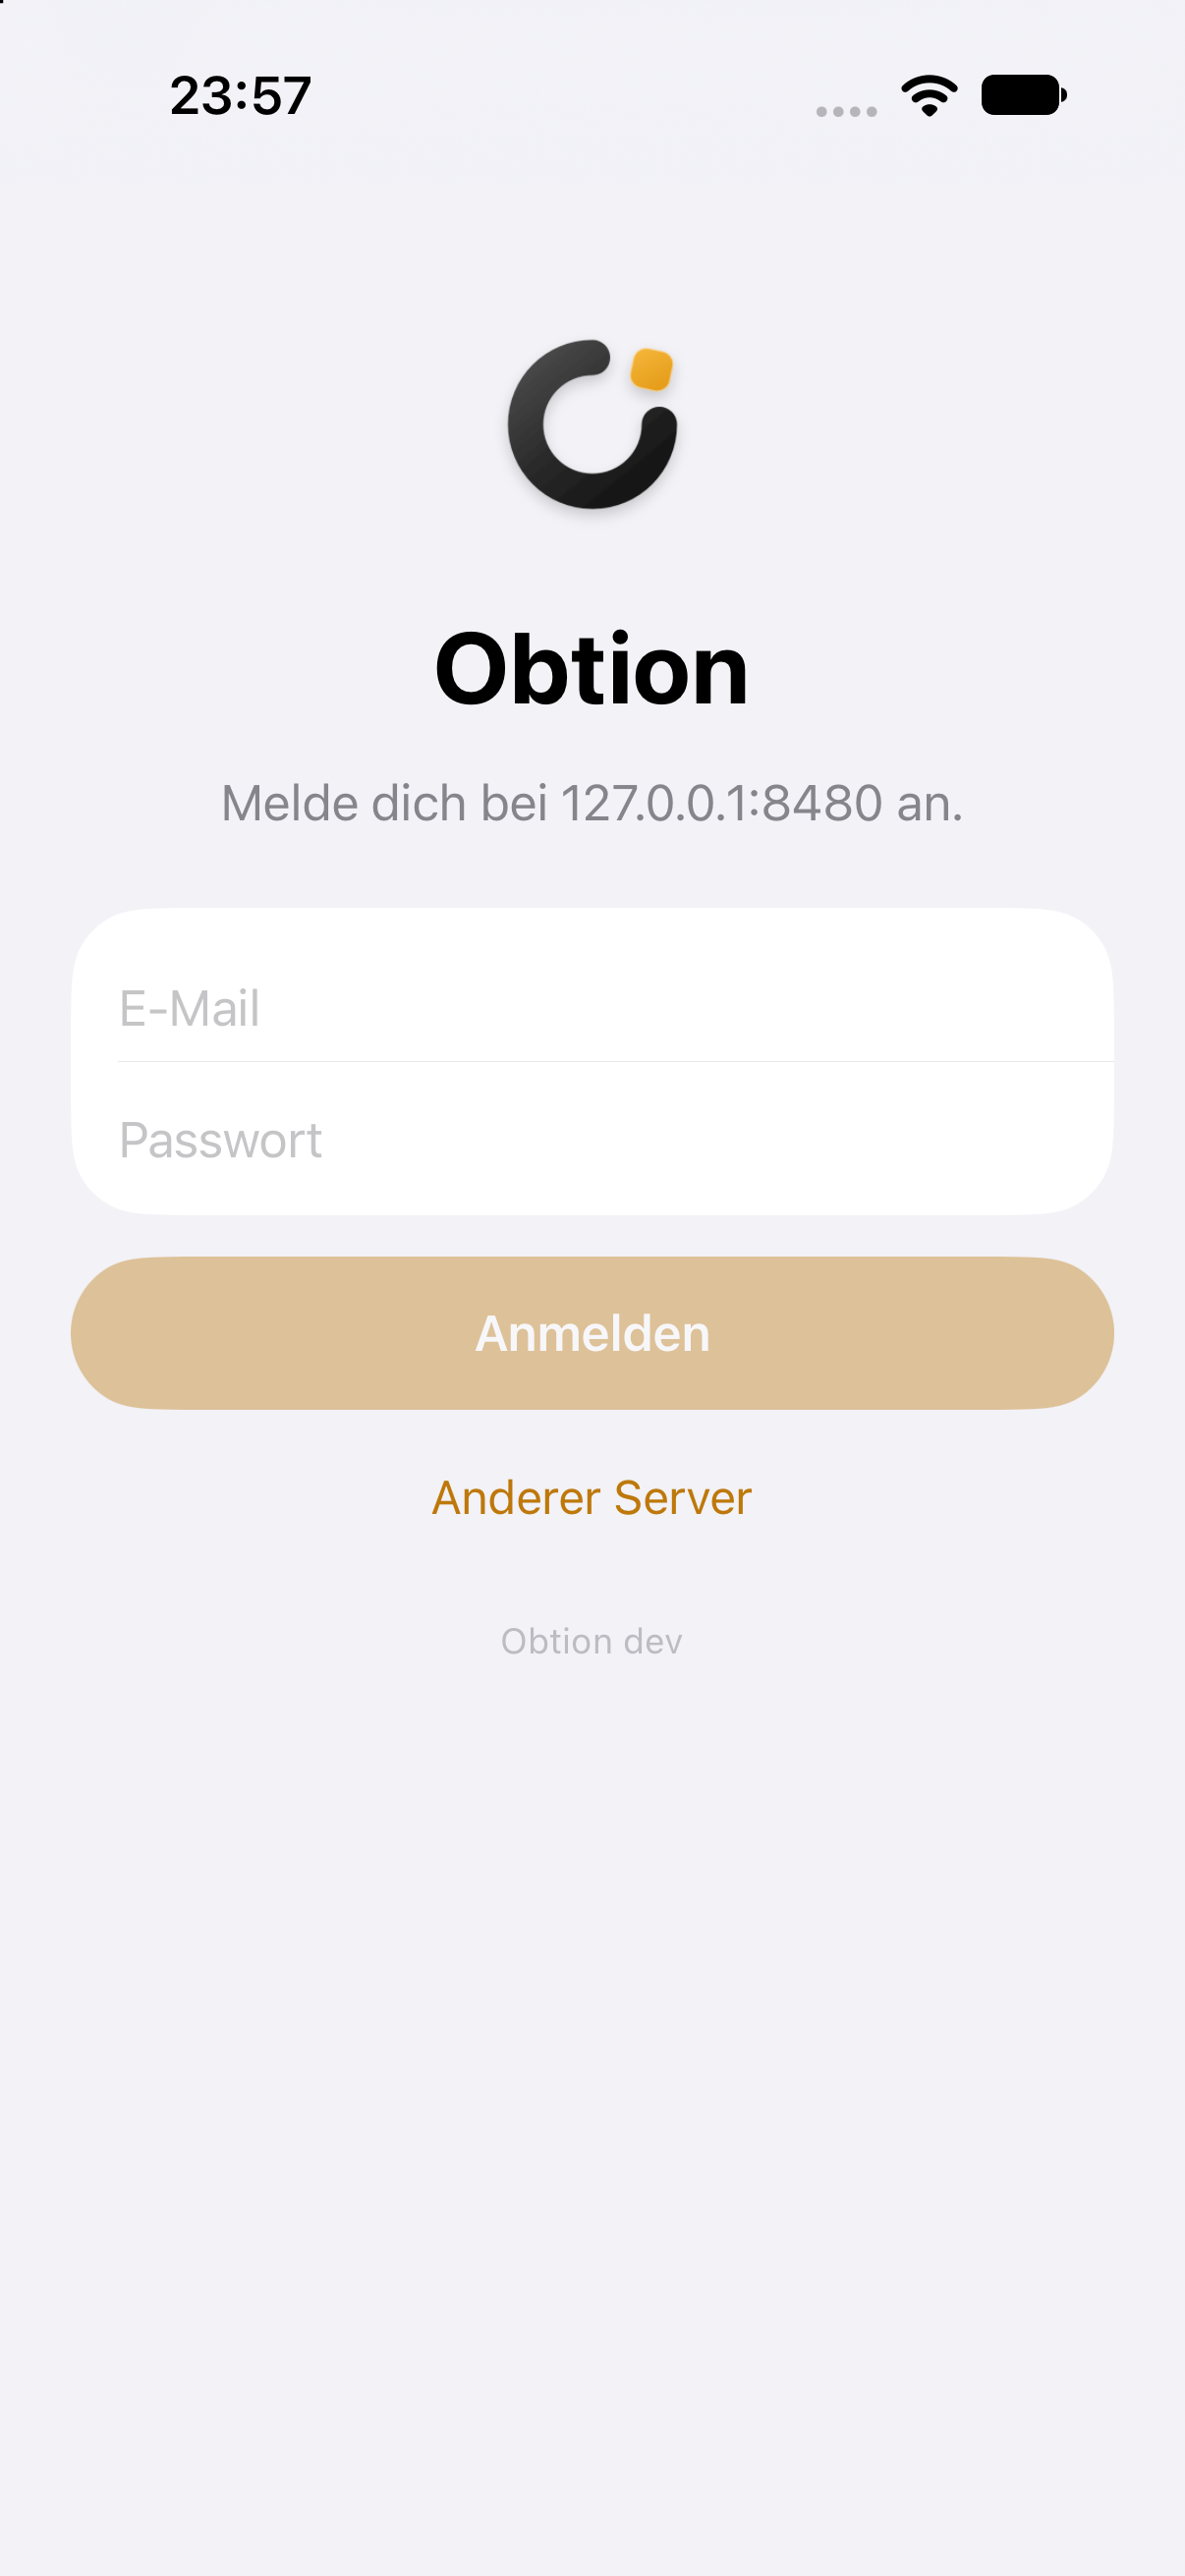 23:57
Obtion
Melde dich bei 127.0.0.1:8480 an.
E-Mail
Passwort
Anmelden
Anderer Server
Obtion dev